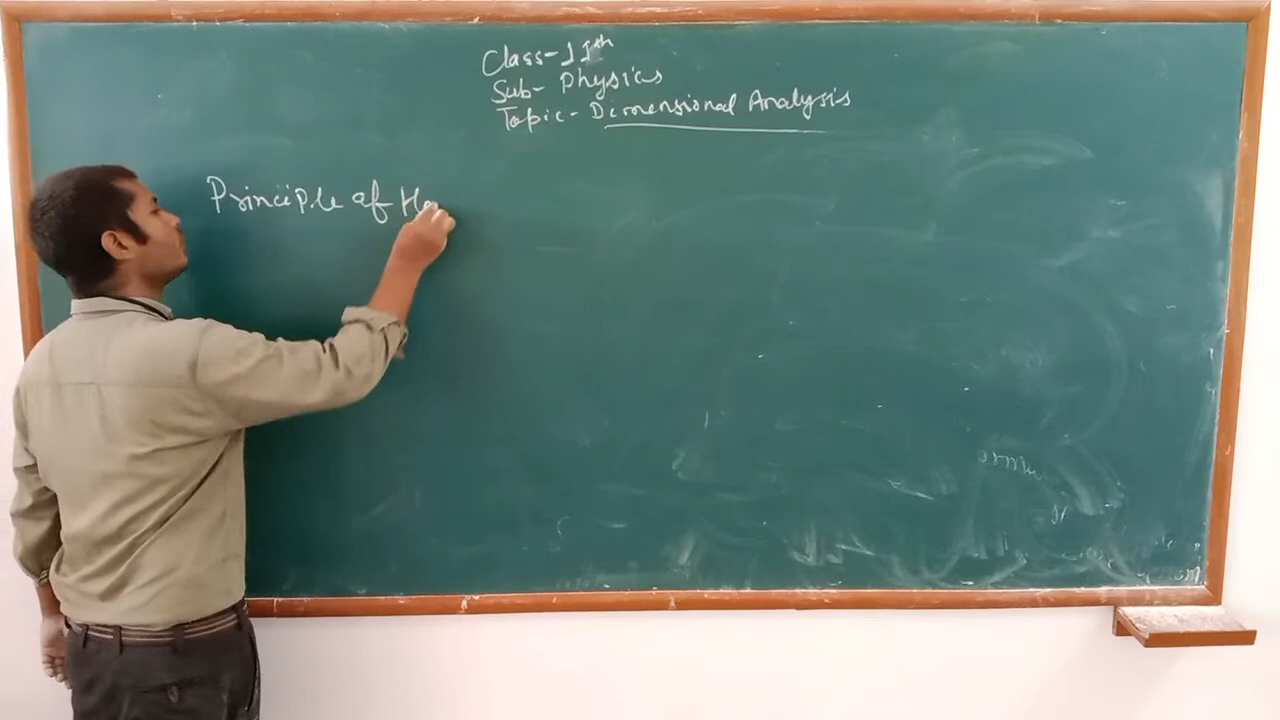 Class-11th
Sub- Physics
Topic- Dimensional Analysis
Principle of Ho